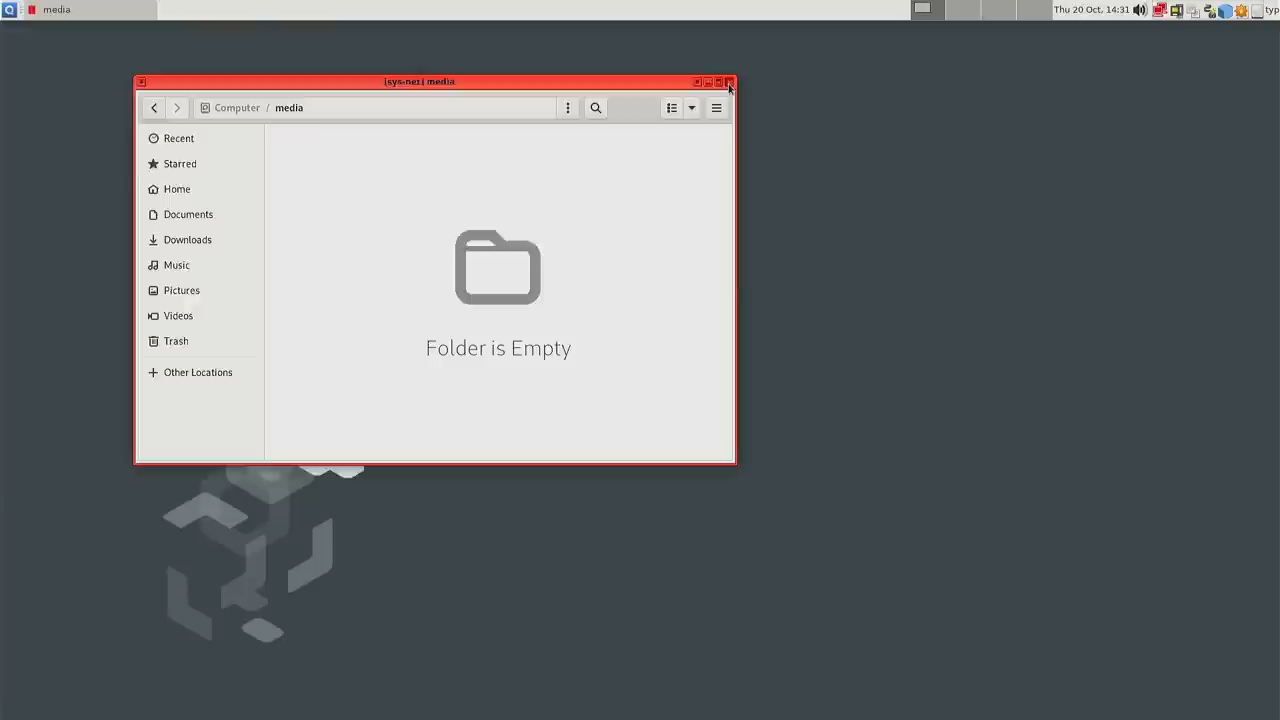 media
Thu 20 Oct, 14:31
typ
[sys-net] media
Computer / media
Recent
Starred
Home
Documents
Downloads
Music
Pictures
Videos
Trash
Other Locations
Folder is Empty